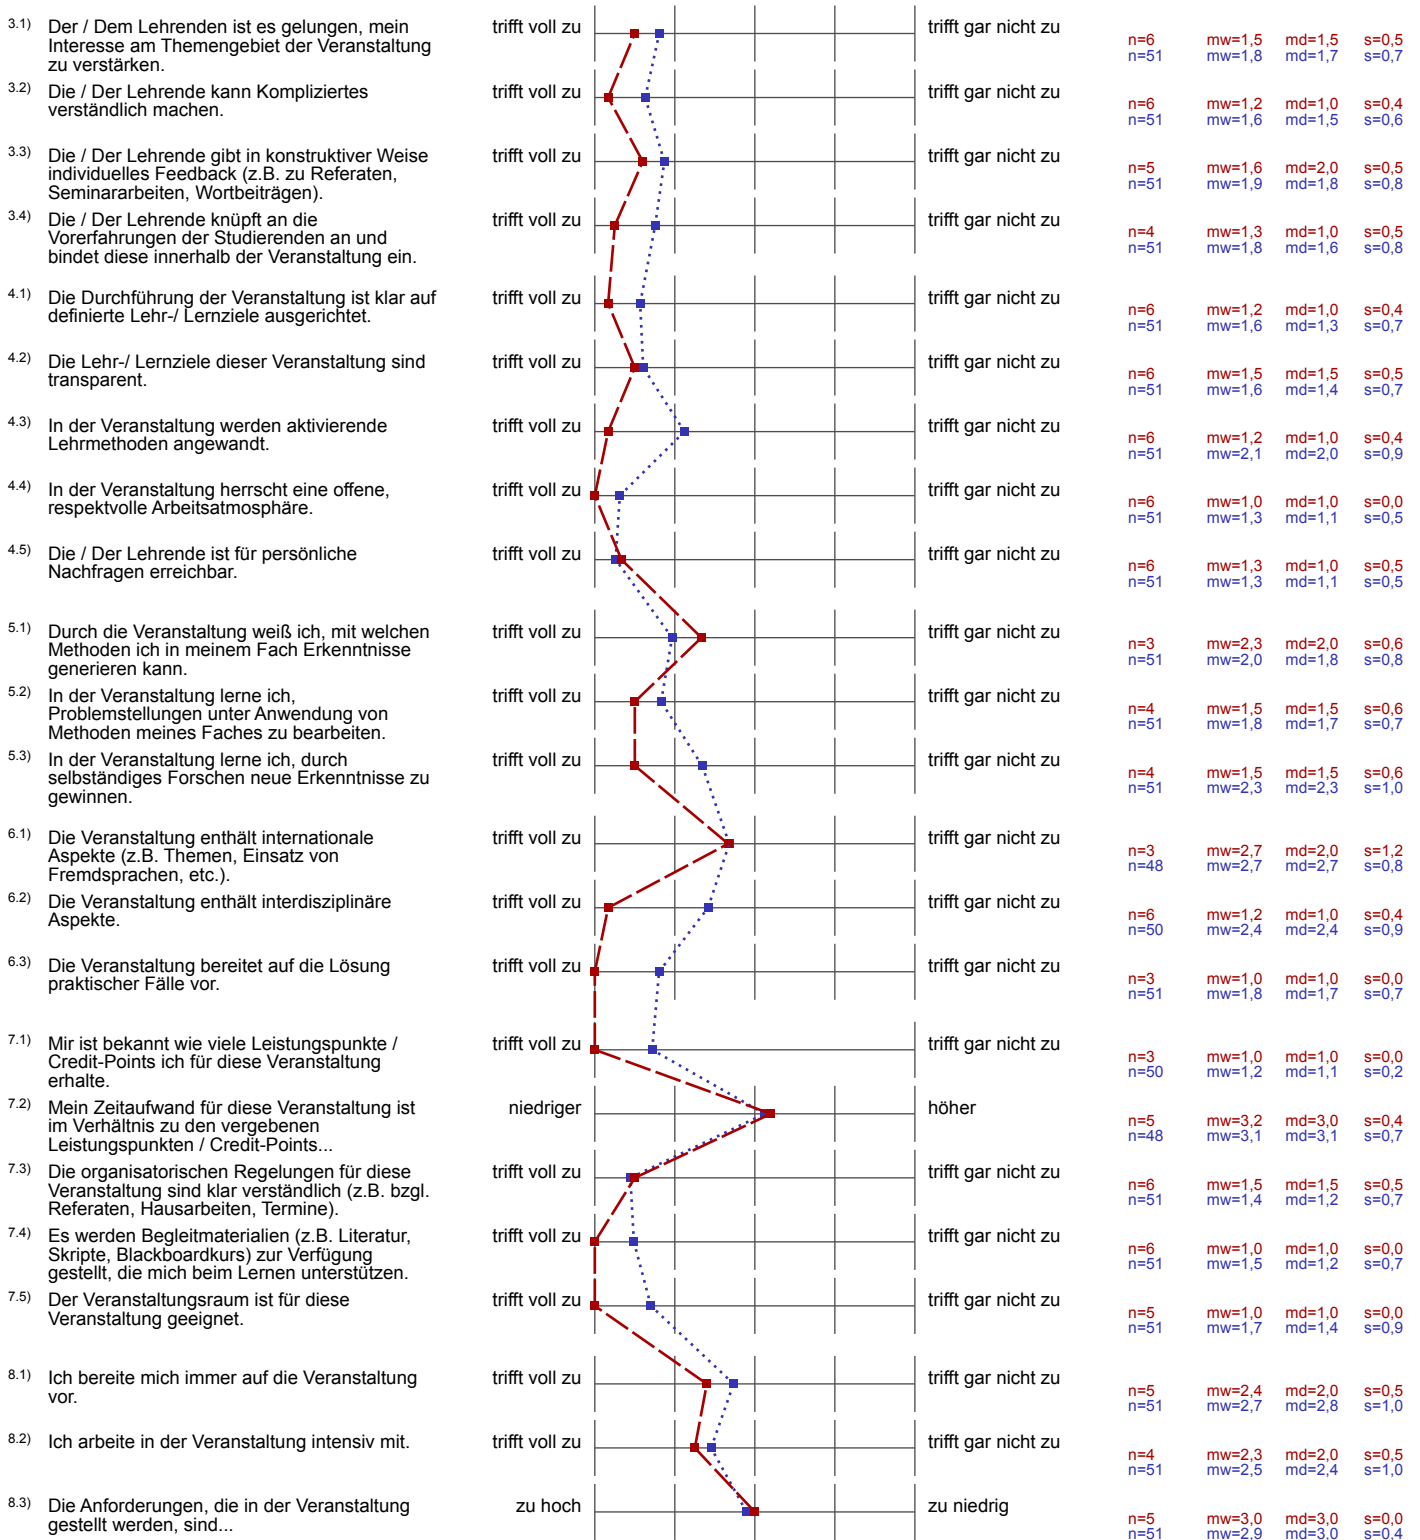 3.1) Der / Dem Lehrenden ist es gelungen, mein
Interesse am Themengebiet der Veranstaltung
zu verstärken.
trifft voll zu
trifft gar nicht zu
n=6 mw=1,5 md=1,5 s=0,5
n=51 mw=1,8 md=1,7 s=0,7
3.2) Die / Der Lehrende kann Kompliziertes
verständlich machen.
trifft voll zu
trifft gar nicht zu
n=6 mw=1,2 md=1,0 s=0,4
n=51 mw=1,6 md=1,5 s=0,6
3.3) Die / Der Lehrende gibt in konstruktiver Weise
individuelles Feedback (z.B. zu Referaten,
Seminararbeiten, Wortbeiträgen).
trifft voll zu
trifft gar nicht zu
n=5 mw=1,6 md=2,0 s=0,5
n=51 mw=1,9 md=1,8 s=0,8
3.4) Die / Der Lehrende knüpft an die
Vorerfahrungen der Studierenden an und
bindet diese innerhalb der Veranstaltung ein.
trifft voll zu
trifft gar nicht zu
n=4 mw=1,3 md=1,0 s=0,5
n=51 mw=1,8 md=1,6 s=0,8
4.1) Die Durchführung der Veranstaltung ist klar auf
definierte Lehr-/ Lernziele ausgerichtet.
trifft voll zu
trifft gar nicht zu
n=6 mw=1,2 md=1,0 s=0,4
n=51 mw=1,6 md=1,3 s=0,7
4.2) Die Lehr-/ Lernziele dieser Veranstaltung sind
transparent.
trifft voll zu
trifft gar nicht zu
n=6 mw=1,5 md=1,5 s=0,5
n=51 mw=1,6 md=1,4 s=0,7
4.3) In der Veranstaltung werden aktivierende
Lehrmethoden angewandt.
trifft voll zu
trifft gar nicht zu
n=6 mw=1,2 md=1,0 s=0,4
n=51 mw=2,1 md=2,0 s=0,9
4.4) In der Veranstaltung herrscht eine offene,
respektvolle Arbeitsatmosphäre.
trifft voll zu
trifft gar nicht zu
n=6 mw=1,0 md=1,0 s=0,0
n=51 mw=1,3 md=1,1 s=0,5
4.5) Die / Der Lehrende ist für persönliche
Nachfragen erreichbar.
trifft voll zu
trifft gar nicht zu
n=6 mw=1,3 md=1,0 s=0,5
n=51 mw=1,3 md=1,1 s=0,5
5.1) Durch die Veranstaltung weiß ich, mit welchen
Methoden ich in meinem Fach Erkenntnisse
generieren kann.
trifft voll zu
trifft gar nicht zu
n=3 mw=2,3 md=2,0 s=0,6
n=51 mw=2,0 md=1,8 s=0,8
5.2) In der Veranstaltung lerne ich,
Problemstellungen unter Anwendung von
Methoden meines Faches zu bearbeiten.
trifft voll zu
trifft gar nicht zu
n=4 mw=1,5 md=1,5 s=0,6
n=51 mw=1,8 md=1,7 s=0,7
5.3) In der Veranstaltung lerne ich, durch
selbständiges Forschen neue Erkenntnisse zu
gewinnen.
trifft voll zu
trifft gar nicht zu
n=4 mw=1,5 md=1,5 s=0,6
n=51 mw=2,3 md=2,3 s=1,0
6.1) Die Veranstaltung enthält internationale
Aspekte (z.B. Themen, Einsatz von
Fremdsprachen, etc.).
trifft voll zu
trifft gar nicht zu
n=3 mw=2,7 md=2,0 s=1,2
n=48 mw=2,7 md=2,7 s=0,8
6.2) Die Veranstaltung enthält interdisziplinäre
Aspekte.
trifft voll zu
trifft gar nicht zu
n=6 mw=1,2 md=1,0 s=0,4
n=50 mw=2,4 md=2,4 s=0,9
6.3) Die Veranstaltung bereitet auf die Lösung
praktischer Fälle vor.
trifft voll zu
trifft gar nicht zu
n=3 mw=1,0 md=1,0 s=0,0
n=51 mw=1,8 md=1,7 s=0,7
7.1) Mir ist bekannt wie viele Leistungspunkte /
Credit-Points ich für diese Veranstaltung
erhalte.
trifft voll zu
trifft gar nicht zu
n=3 mw=1,0 md=1,0 s=0,0
n=50 mw=1,2 md=1,1 s=0,2
7.2) Mein Zeitaufwand für diese Veranstaltung ist
im Verhältnis zu den vergebenen
Leistungspunkten / Credit-Points...
niedriger
höher
n=5 mw=3,2 md=3,0 s=0,4
n=48 mw=3,1 md=3,1 s=0,7
7.3) Die organisatorischen Regelungen für diese
Veranstaltung sind klar verständlich (z.B. bzgl.
Referaten, Hausarbeiten, Termine).
trifft voll zu
trifft gar nicht zu
n=6 mw=1,5 md=1,5 s=0,5
n=51 mw=1,4 md=1,2 s=0,7
7.4) Es werden Begleitmaterialien (z.B. Literatur,
Skripte, Blackboardkurs) zur Verfügung
gestellt, die mich beim Lernen unterstützen.
trifft voll zu
trifft gar nicht zu
n=6 mw=1,0 md=1,0 s=0,0
n=51 mw=1,5 md=1,2 s=0,7
7.5) Der Veranstaltungsraum ist für diese
Veranstaltung geeignet.
trifft voll zu
trifft gar nicht zu
n=5 mw=1,0 md=1,0 s=0,0
n=51 mw=1,7 md=1,4 s=0,9
8.1) Ich bereite mich immer auf die Veranstaltung
vor.
trifft voll zu
trifft gar nicht zu
n=5 mw=2,4 md=2,0 s=0,5
n=51 mw=2,7 md=2,8 s=1,0
8.2) Ich arbeite in der Veranstaltung intensiv mit.
trifft voll zu
trifft gar nicht zu
n=4 mw=2,3 md=2,0 s=0,5
n=51 mw=2,5 md=2,4 s=1,0
8.3) Die Anforderungen, die in der Veranstaltung
gestellt werden, sind...
zu hoch
zu niedrig
n=5 mw=3,0 md=3,0 s=0,0
n=51 mw=2,9 md=3,0 s=0,4